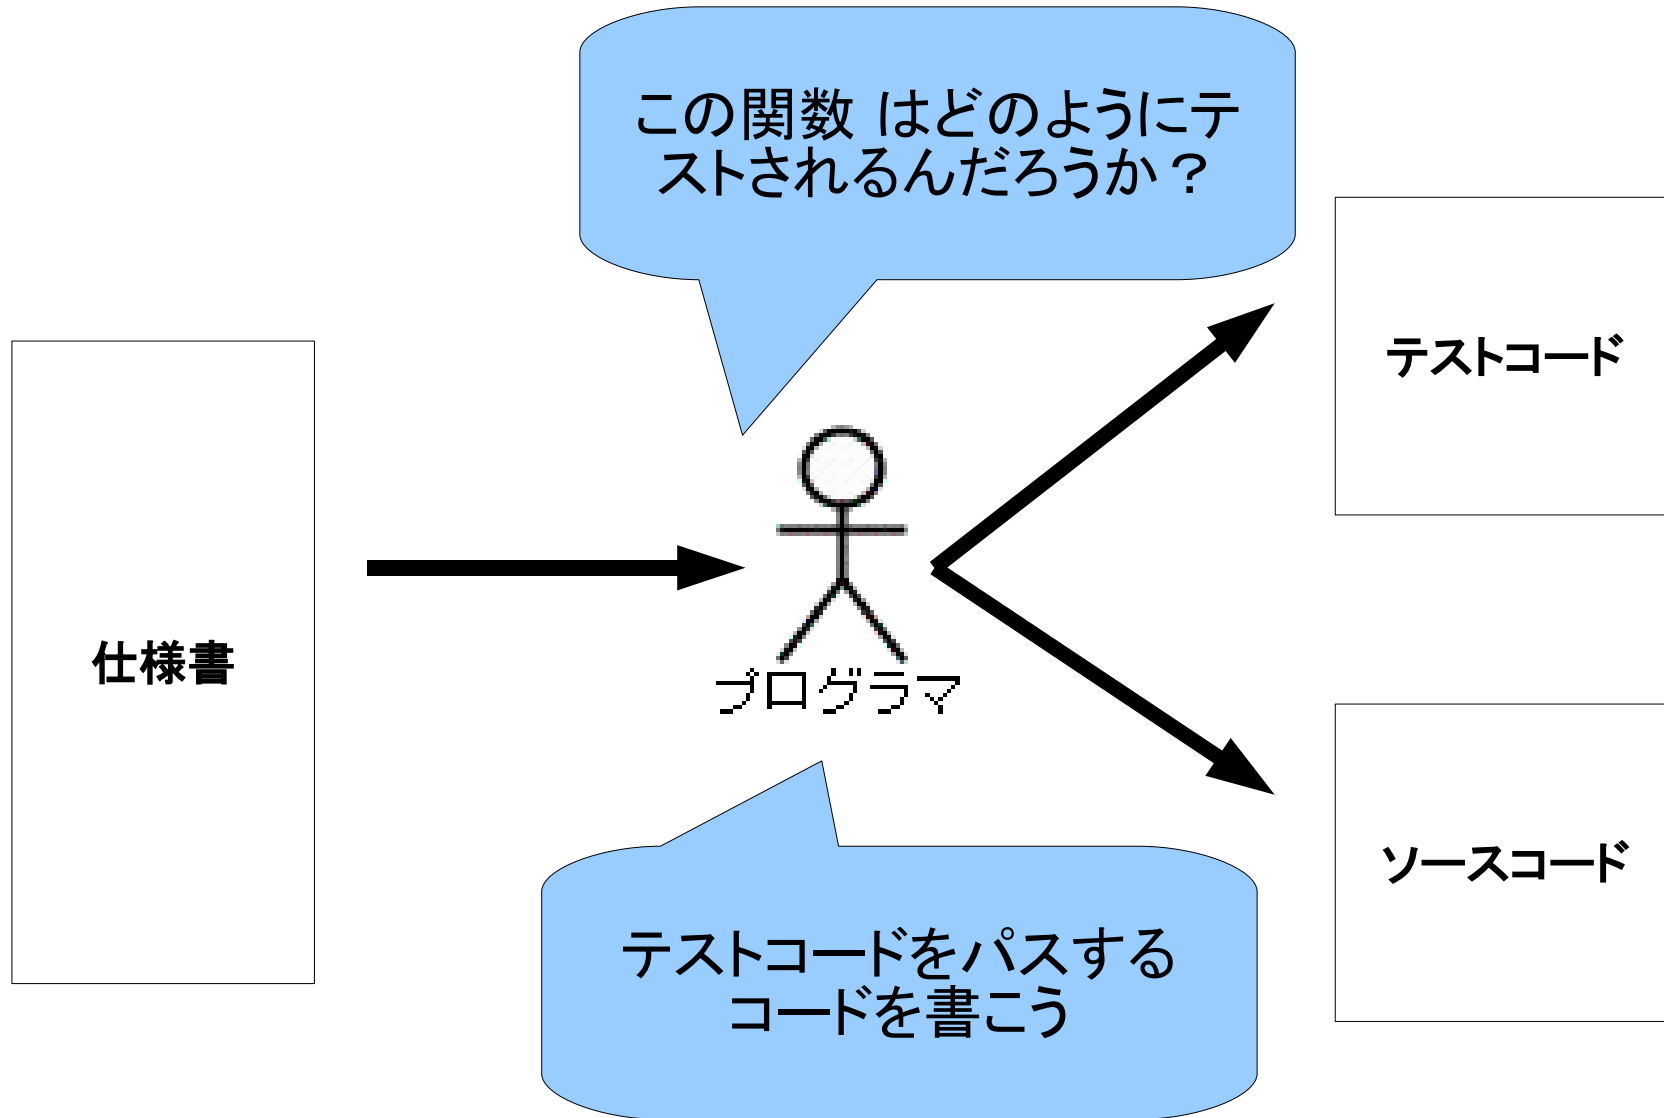 この関数 はどのようにテ
ストされるんだろうか？
テストコード
仕様書
プログラマ
ソースコード
テストコードをパスする
コードを書こう